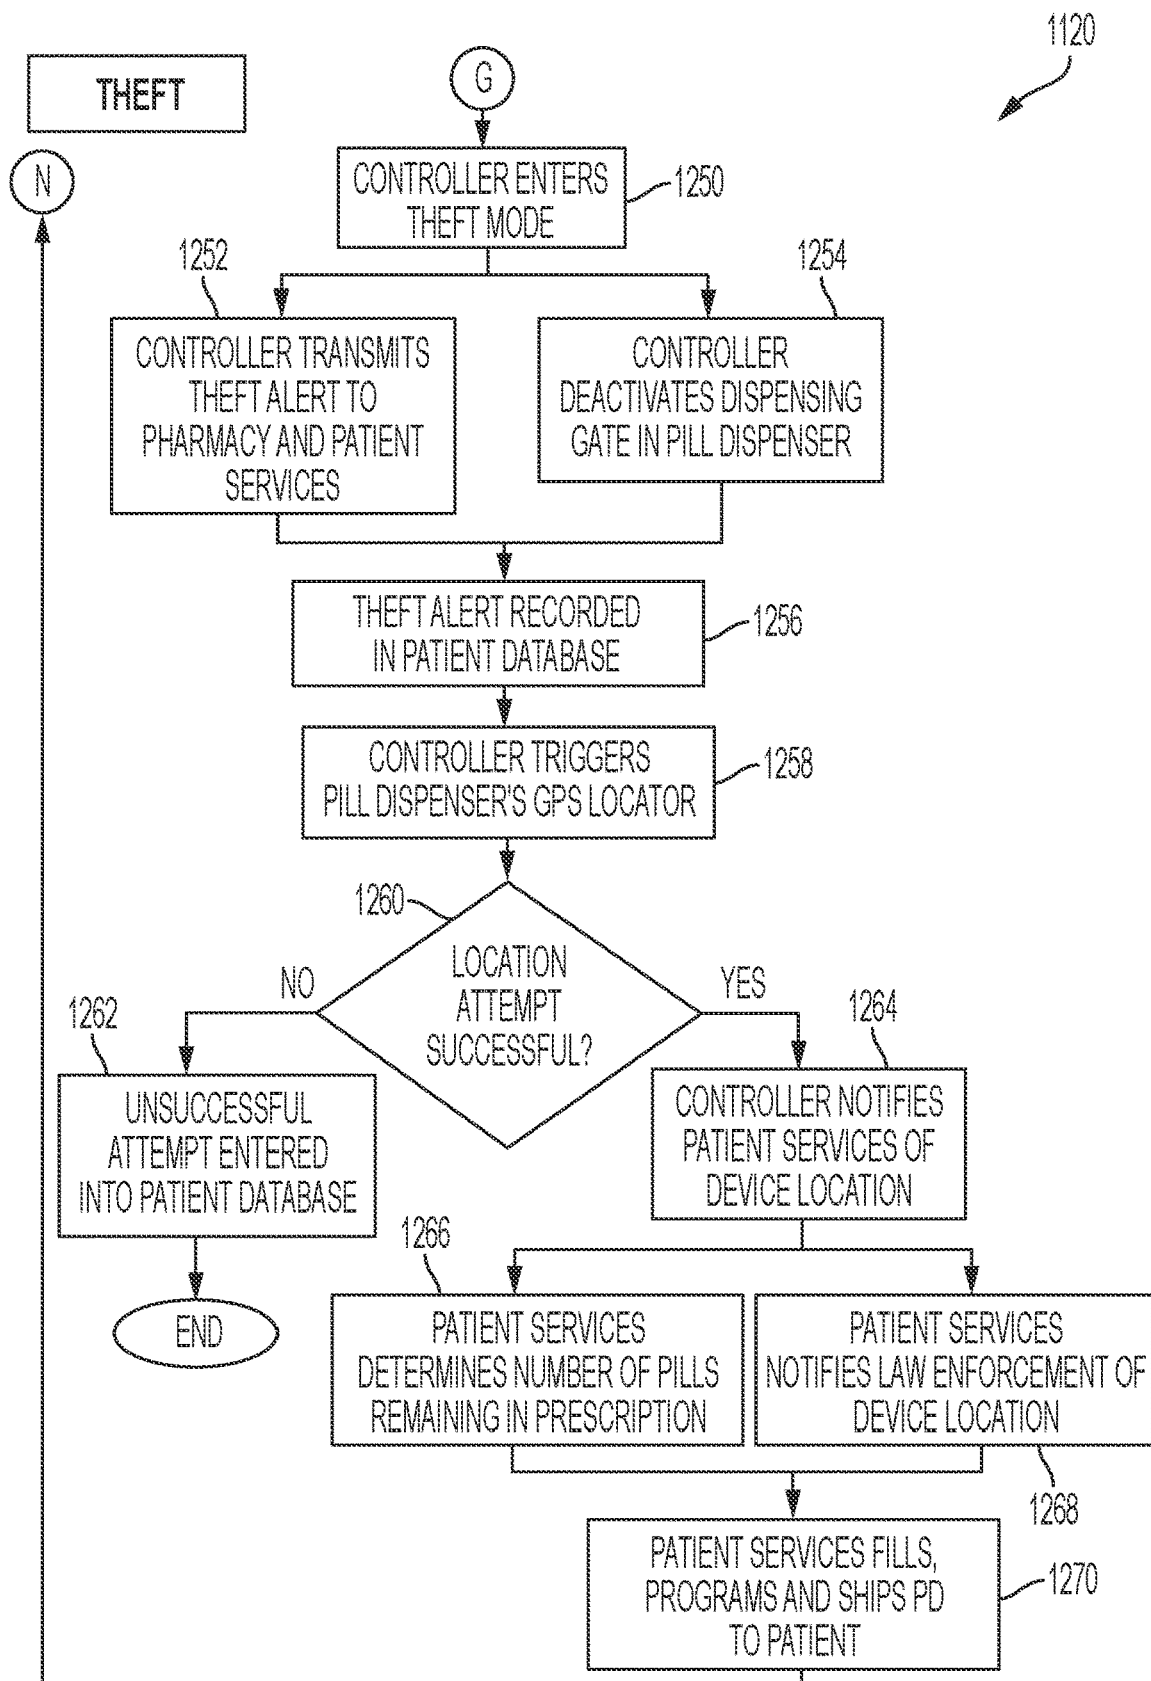 1120
THEFT
G
N
CONTROLLER ENTERS
THEFT MODE
1250
1252
1254
CONTROLLER TRANSMITS
THEFT ALERT TO
PHARMACY AND PATIENT
SERVICES
CONTROLLER
DEACTIVATES DISPENSING
GATE IN PILL DISPENSER
THEFT ALERT RECORDED
IN PATIENT DATABASE
1256
CONTROLLER TRIGGERS
PILL DISPENSER'S GPS LOCATOR
1258
1260
LOCATION
ATTEMPT
SUCCESSFUL?
NO
YES
1262
1264
UNSUCCESSFUL
ATTEMPT ENTERED
INTO PATIENT DATABASE
CONTROLLER NOTIFIES
PATIENT SERVICES OF
DEVICE LOCATION
END
1266
PATIENT SERVICES
DETERMINES NUMBER OF PILLS
REMAINING IN PRESCRIPTION
PATIENT SERVICES
NOTIFIES LAW ENFORCEMENT OF
DEVICE LOCATION
1268
PATIENT SERVICES FILLS,
PROGRAMS AND SHIPS PD
TO PATIENT
1270